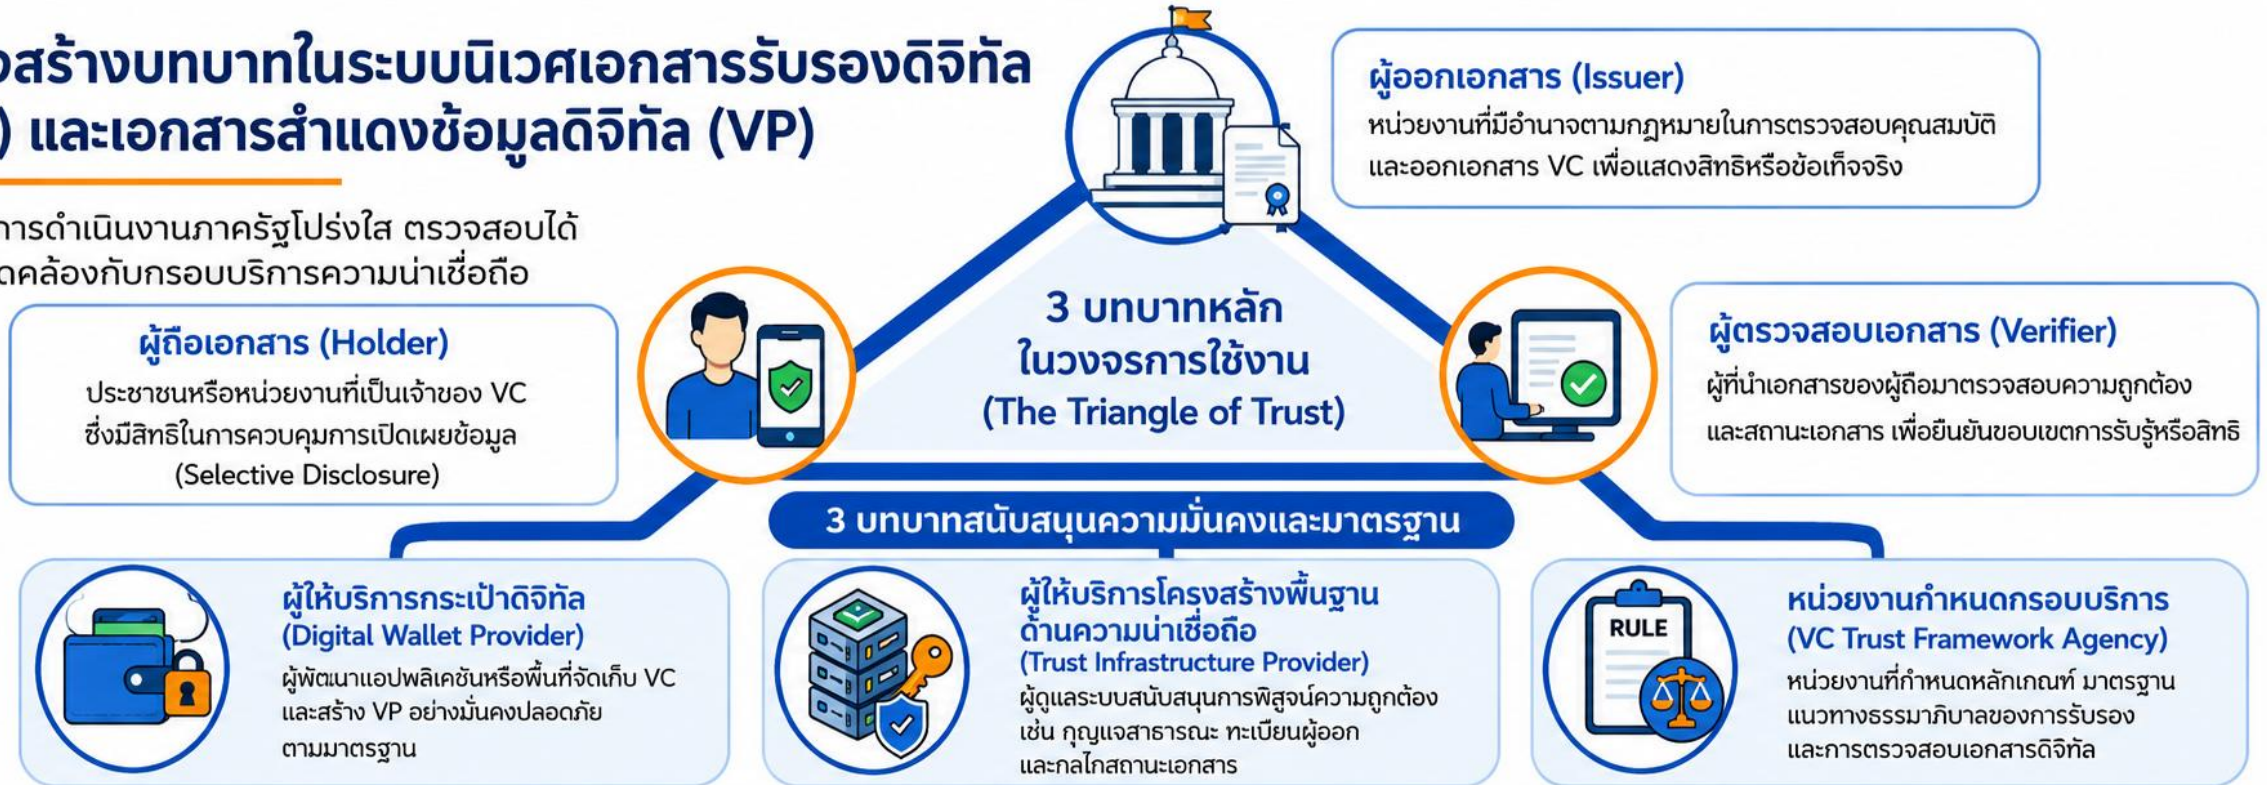 สร้างบทบาทในระบบนิเวศเอกสารรับรองดิจิทัล
) และเอกสารสำแดงข้อมูลดิจิทัล (VP)
การดำเนินงานภาครัฐโปร่งใส ตรวจสอบได้
ดคล้องกับกรอบบริการความน่าเชื่อถือ
ผู้ออกเอกสาร (Issuer)
หน่วยงานที่มีอำนาจตามกฎหมายในการตรวจสอบคุณสมบัติ
และออกเอกสาร VC เพื่อแสดงสิทธิหรือข้อเท็จจริง
ผู้ถือเอกสาร (Holder)
ประชาชนหรือหน่วยงานที่เป็นเจ้าของ VC
ซึ่งมีสิทธิในการควบคุมการเปิดเผยข้อมูล
(Selective Disclosure)
3 บทบาทหลัก
ในวงจรการใช้งาน
(The Triangle of Trust)
ผู้ตรวจสอบเอกสาร (Verifier)
ผู้ที่นำเอกสารของผู้ถือมาตรวจสอบความถูกต้อง
และสถานะเอกสาร เพื่อยืนยันขอบเขตการรับรู้หรือสิทธิ
3 บทบาทสนับสนุนความมั่นคงและมาตรฐาน
ผู้ให้บริการกระเป๋าดิจิทัล
(Digital Wallet Provider)
ผู้พัฒนาแอปพลิเคชันหรือพื้นที่จัดเก็บ VC
และสร้าง VP อย่างมั่นคงปลอดภัย
ตามมาตรฐาน
ผู้ให้บริการโครงสร้างพื้นฐาน
ด้านความน่าเชื่อถือ
(Trust Infrastructure Provider)
ผู้ดูแลระบบสนับสนุนการพิสูจน์ความถูกต้อง
เช่น กุญแจสาธารณะ ทะเบียนผู้ออก
และกลไกสถานะเอกสาร
RULE
หน่วยงานกำหนดกรอบบริการ
(VC Trust Framework Agency)
หน่วยงานที่กำหนดหลักเกณฑ์ มาตรฐาน
แนวทางธรรมาภิบาลของการรับรอง
และการตรวจสอบเอกสารดิจิทัล